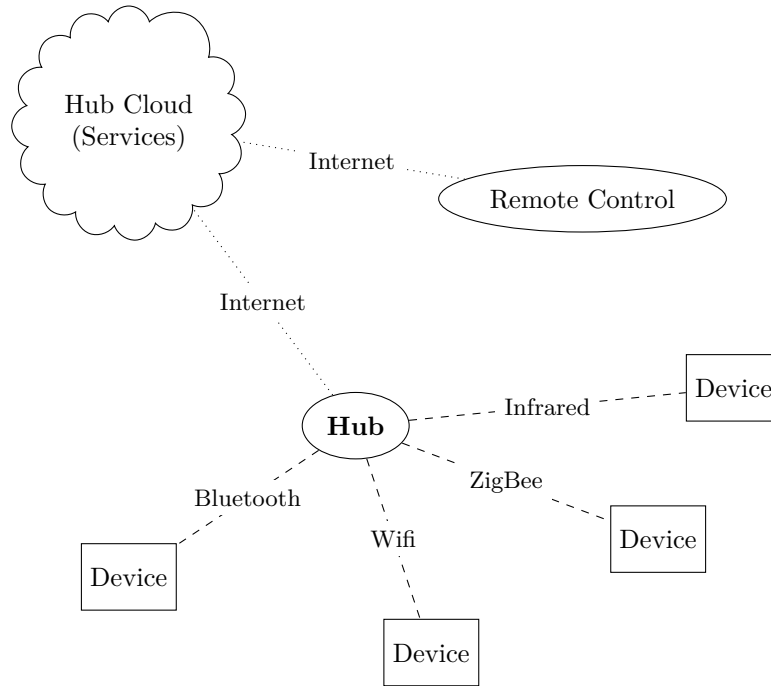 Hub Cloud
(Services)
Internet
Remote Control
Internet
Device
Infrared
Hub
ZigBee
Bluetooth
Wifi
Device
Device
Device